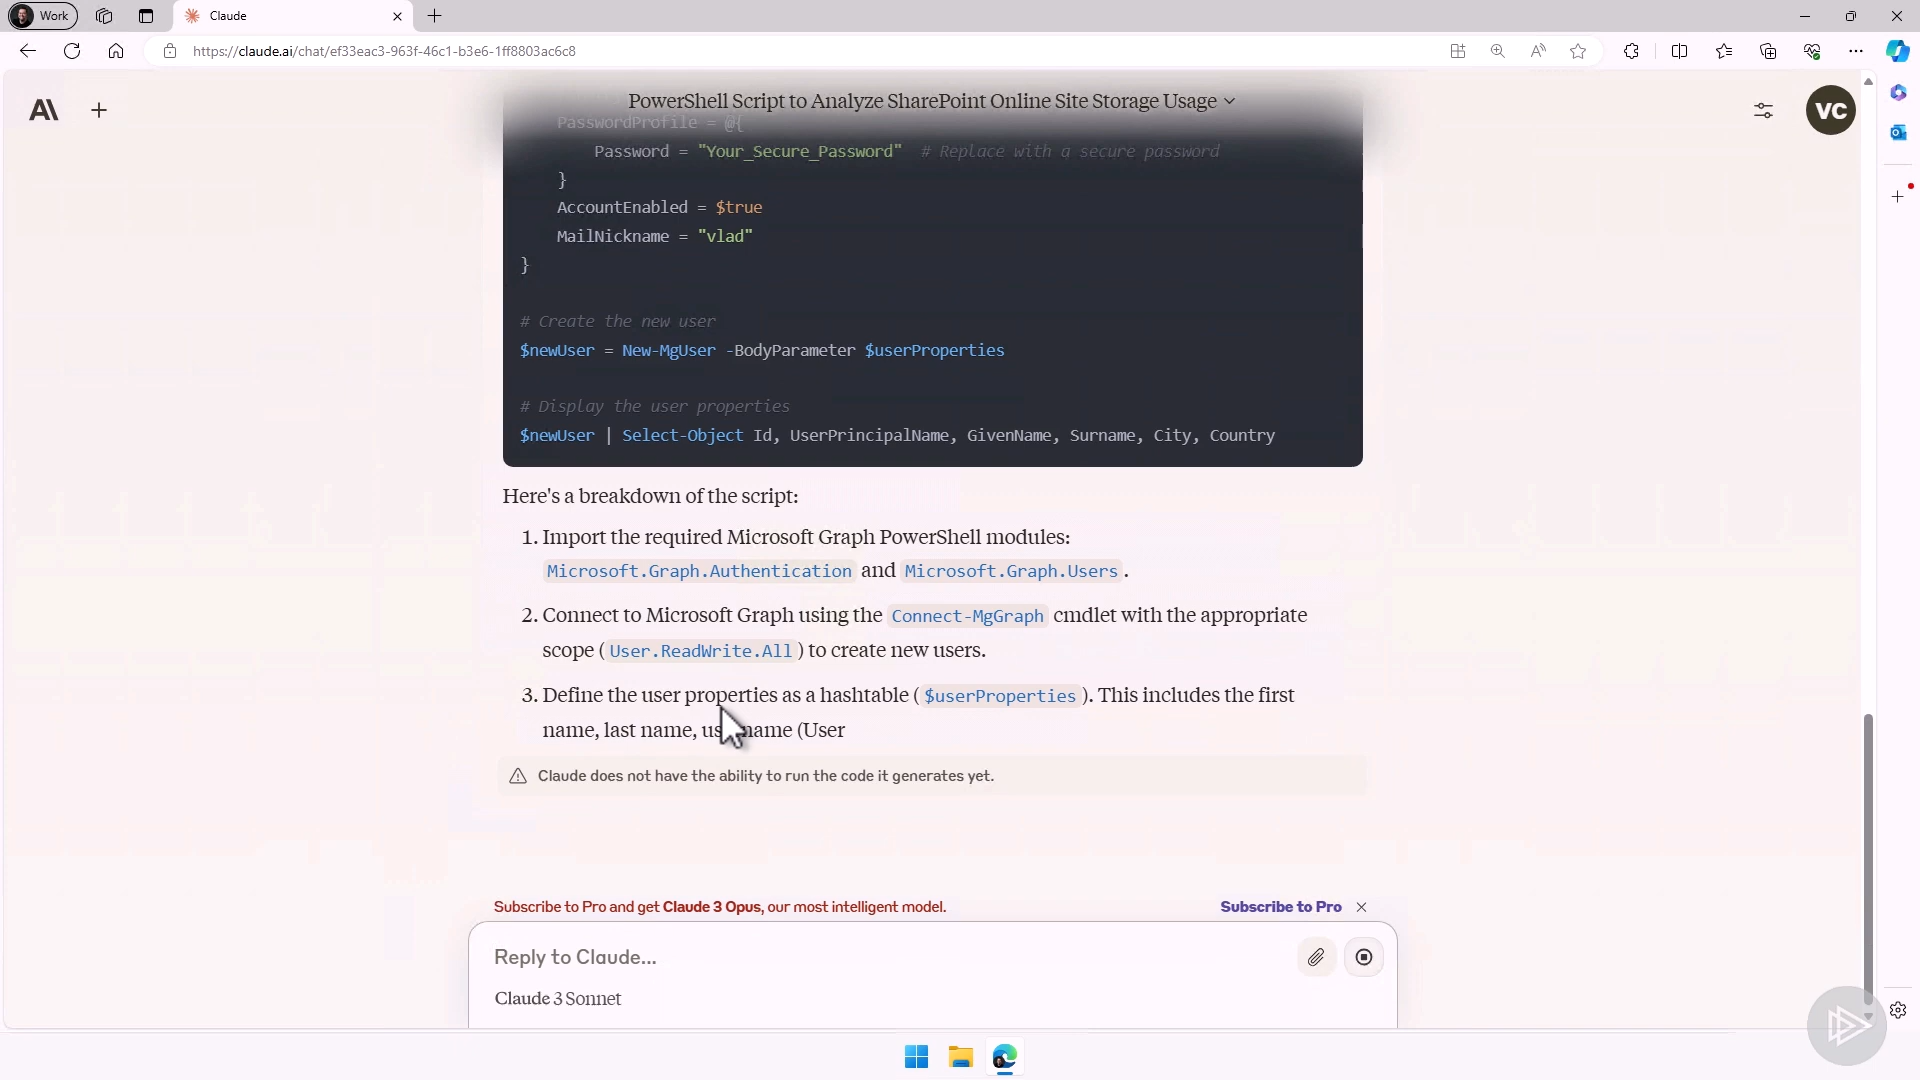 Work
Claude
https://claude.ai/chat/ef33eac3-963f-46c1-b3e6-1ff8803ac6c8
PowerShell Script to Analyze SharePoint Online Site Storage Usage
VC
PasswordProfile = @{
Password = "Your_Secure_Password" # Replace with a secure password
}
AccountEnabled = $true
MailNickname = "vlad"
}
# Create the new user
$newUser = New-MgUser -BodyParameter $userProperties
# Display the user properties
$newUser | Select-Object Id, UserPrincipalName, GivenName, Surname, City, Country
Here's a breakdown of the script:
1. Import the required Microsoft Graph PowerShell modules:
Microsoft.Graph.Authentication and Microsoft.Graph.Users.
2. Connect to Microsoft Graph using the Connect-MgGraph cmdlet with the appropriate
scope (User.ReadWrite.All) to create new users.
3. Define the user properties as a hashtable ($userProperties). This includes the first
name, last name, username (User
Claude does not have the ability to run the code it generates yet.
Subscribe to Pro and get Claude 3 Opus, our most intelligent model.
Subscribe to Pro
Reply to Claude...
Claude 3 Sonnet